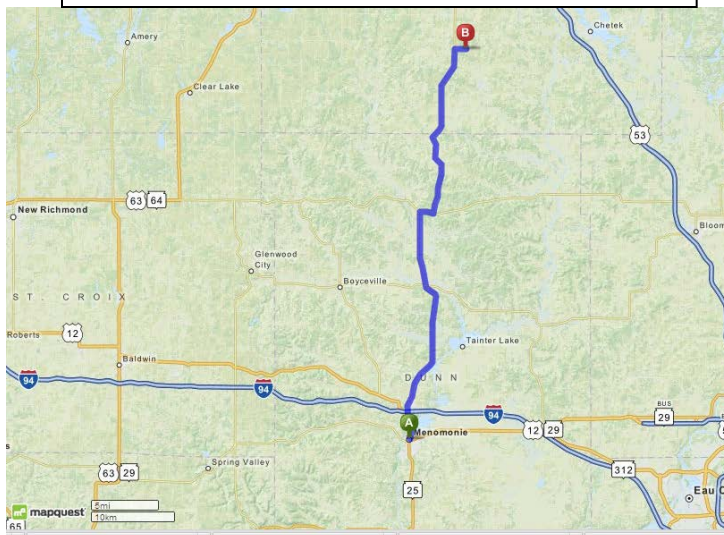 Amery
Chetek
B
Clear Lake
53
63 64
New Richmond
Bloom
Glenwood
City
Boyceville
ST. CROIX
Roberts
12
Tainter Lake
Baldwin
94
94
DUNN
94
BUS
29
A
Menomonie
12 29
Spring Valley
63 29
312
25
Eau C
mapquest
5mi
10km
65